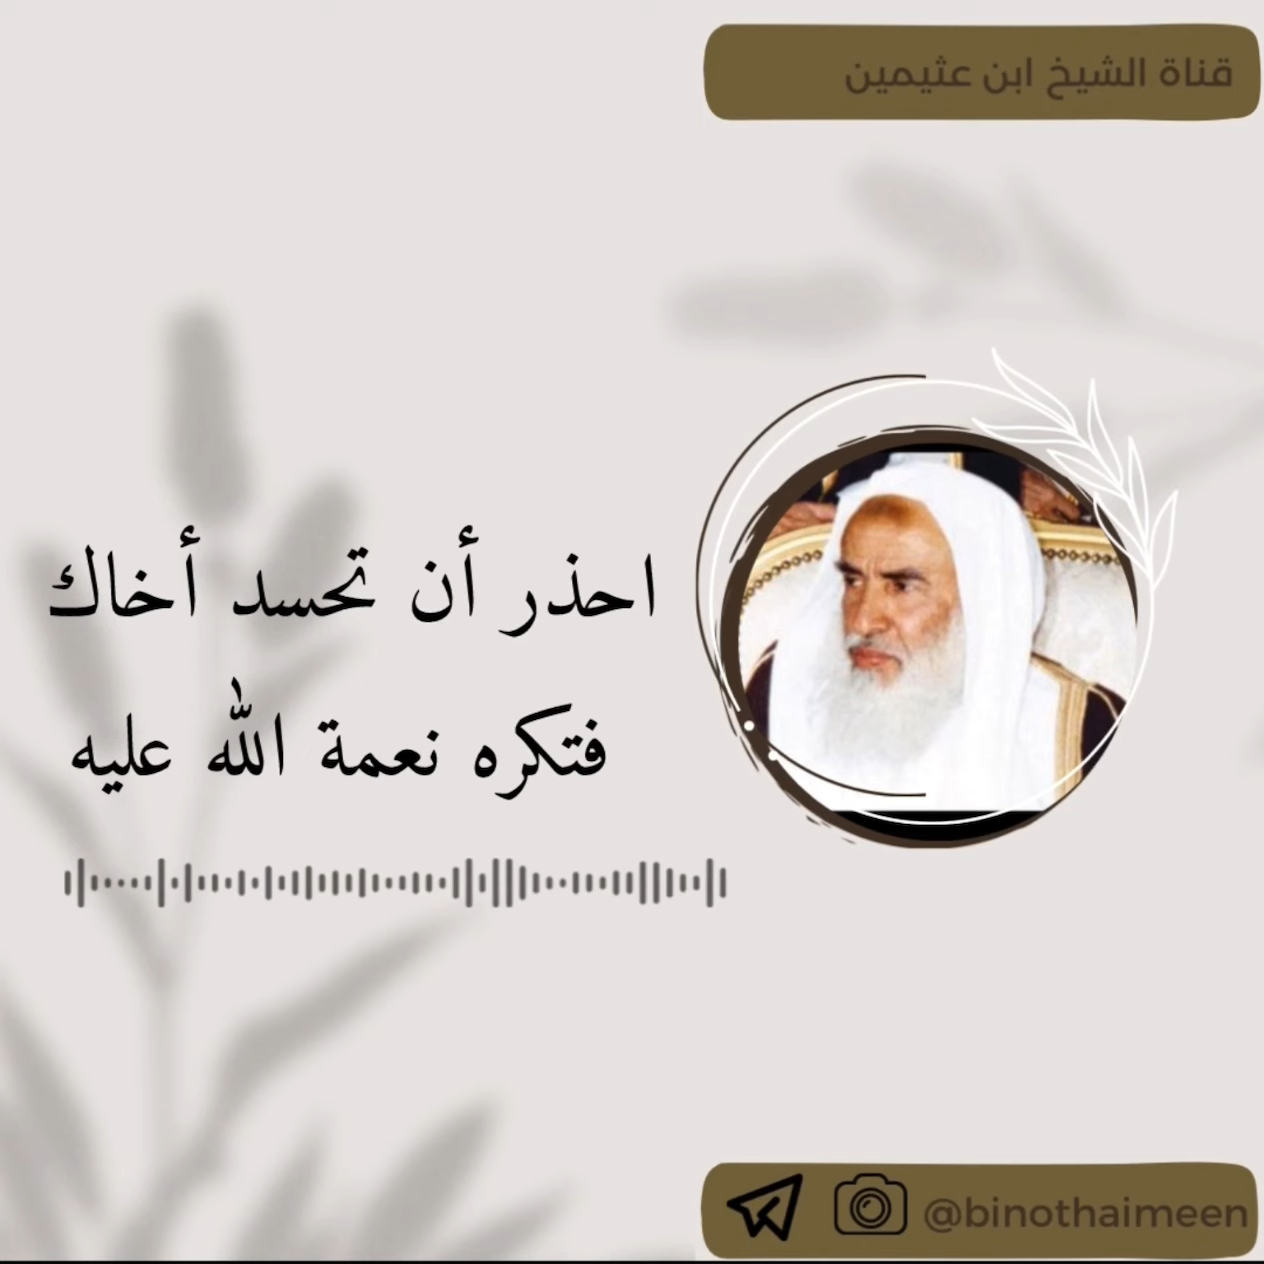 قناة الشيخ ابن عثيمين
احذر أن تحسد أخاك
فتكره نعمة الله عليه
@binothaimeen